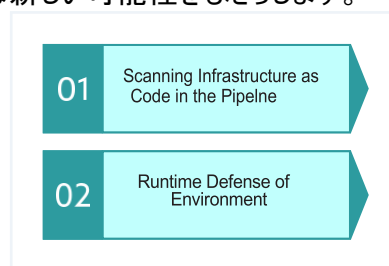 新しい可能性をもたらします。
01
Scanning Infrastructure as
Code in the Pipelne
02
Runtime Defense of
Environment